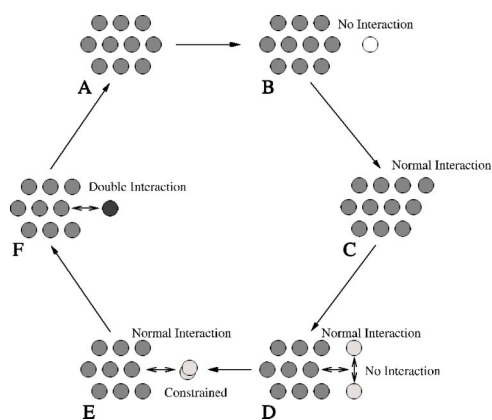 A
No Interaction
B
Normal Interaction
C
Double Interaction
F
Normal Interaction
No Interaction
D
Normal Interaction
Constrained
E